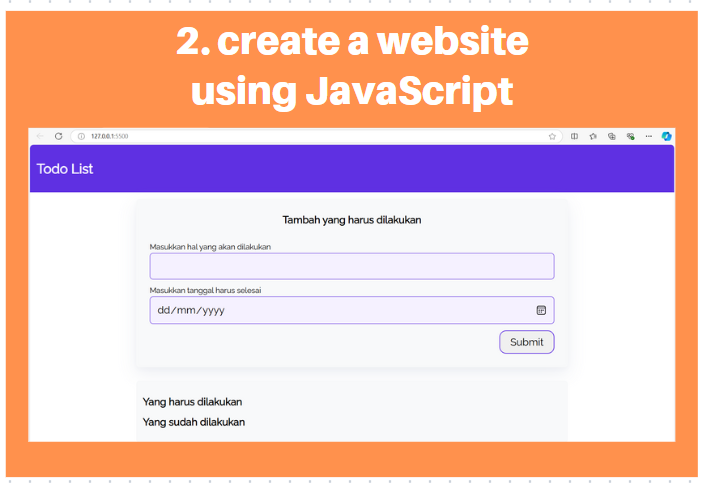 2. create a website
using JavaScript
127.0.0.1:5500
Todo List
Tambah yang harus dilakukan
Masukkan hal yang akan dilakukan
Masukkan tanggal harus selesai
dd/mm/yyyy
Submit
Yang harus dilakukan
Yang sudah dilakukan